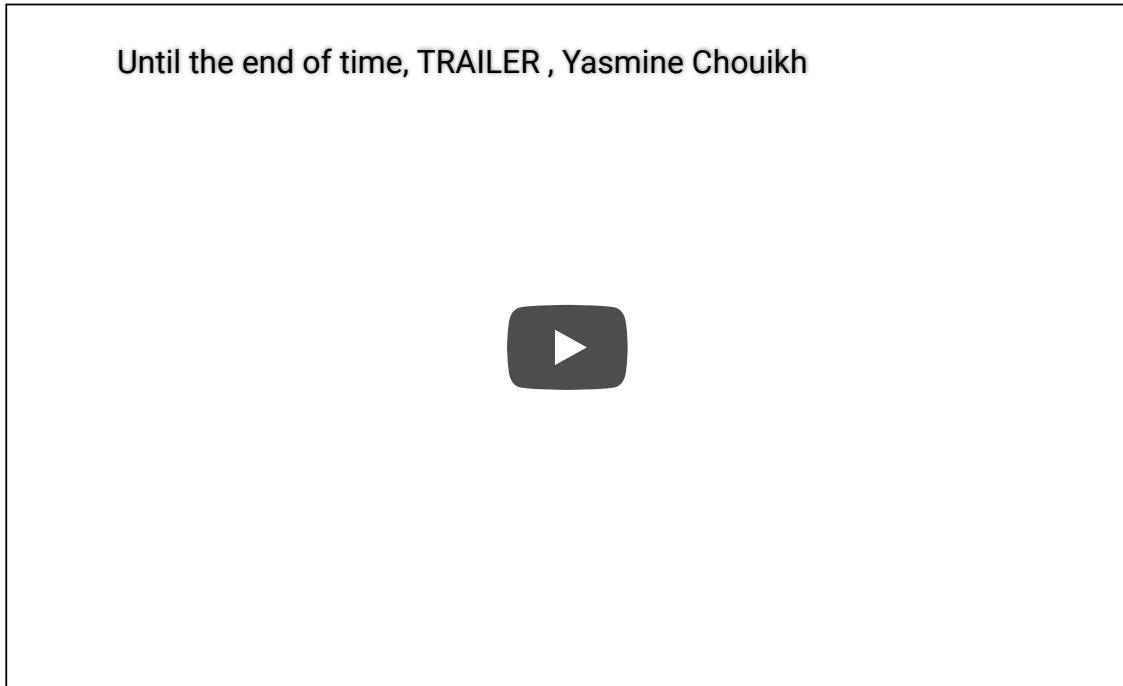 Until the end of time, TRAILER , Yasmine Chouikh